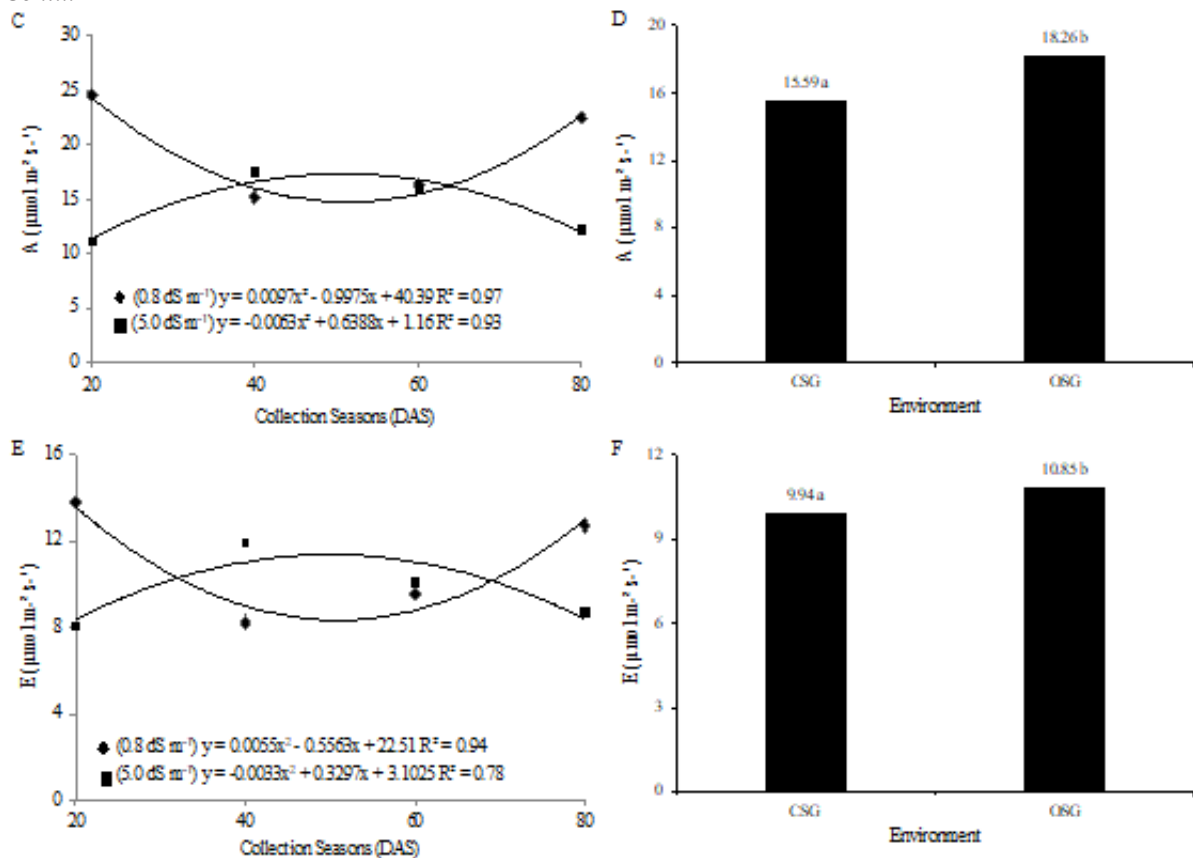 C
30
25
20
15
10
5
0
A (µmol m-² s-¹)
20 40 60 80
Collection Seasons (DAS)
(0.8 dS m⁻¹) y = 0.0097x² - 0.9975x + 40.39 R² = 0.97
(5.0 dS m⁻¹) y = -0.0063x² + 0.6388x + 1.16 R² = 0.93
D
20
16
12
8
4
0
A (µmol m-² s-¹)
15.59 a
18.26 b
CSG OSG
Environment
E
16
12
8
4
0
E (µmol m-² s-¹)
20 40 60 80
Collection Seasons (DAS)
(0.8 dS m⁻¹) y = 0.0055x² - 0.5563x + 22.51 R² = 0.94
(5.0 dS m⁻¹) y = -0.0033x² + 0.3297x + 3.1025 R² = 0.78
F
12
9
6
3
0
E (µmol m-² s-¹)
9.94 a
10.85 b
CSG OSG
Environment